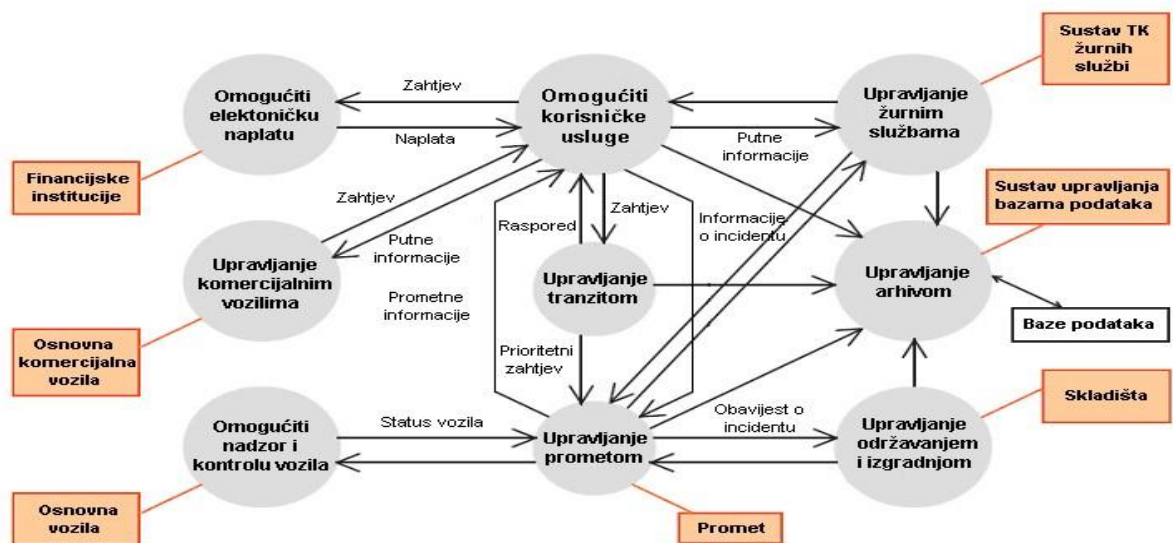 Sustav TK
žurnih
službi
Zahtjev
Omogućiti
elektoničku
naplatu
Omogućiti
korisničke
usluge
Upravljanje
žurnim
službama
Naplata
Putne
informacije
Financijske
institucije
Sustav upravljanja
bazama podataka
Zahtjev
Raspored
Zahtjev
Informacije
o incidentu
Putne
informacije
Upravljanje
komercijalnim
vozilima
Upravljanje
tranzitom
Upravljanje
arhivom
Prometne
informacije
Baze podataka
Osnovna
komercijalna
vozila
Prioritetni
zahtjev
Skladišta
Omogućiti
nadzor i
kontrolu vozila
Status vozila
Upravljanje
prometom
Obavijest o
incidentu
Upravljanje
održavanjem
i izgradnjom
Osnovna
vozila
Promet